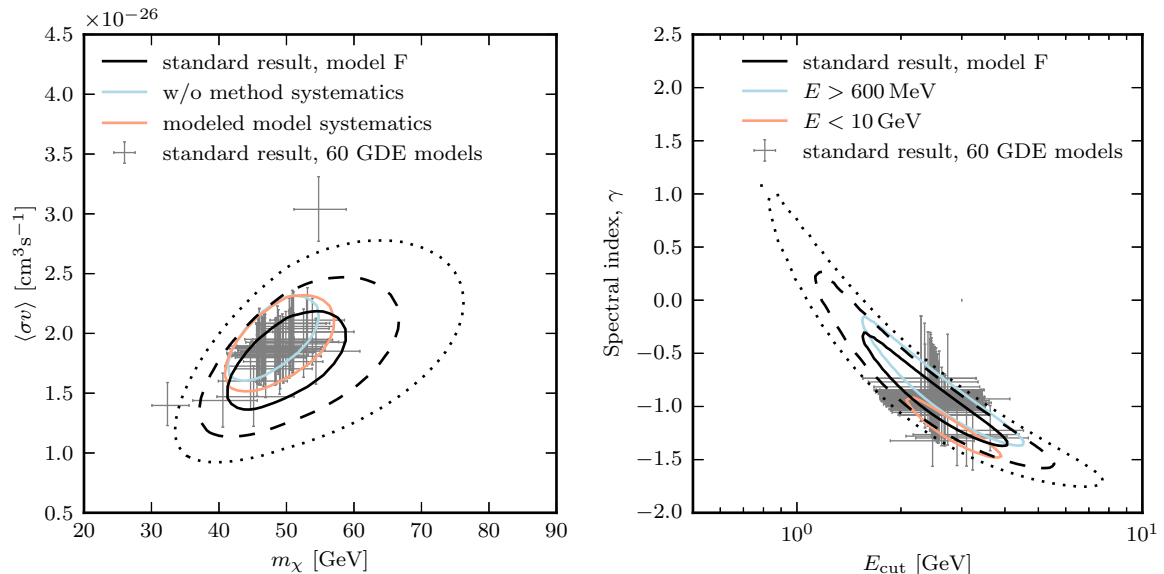 ×10⁻²⁶
4.5
4.0
3.5
3.0
2.5
2.0
1.5
1.0
0.5
⟨σv⟩ [cm³s⁻¹]
standard result, model F
w/o method systematics
modeled model systematics
standard result, 60 GDE models
20 30 40 50 60 70 80 90
mχ [GeV]
2.5
2.0
1.5
1.0
0.5
0.0
−0.5
−1.0
−1.5
−2.0
Spectral index, γ
standard result, model F
E > 600 MeV
E < 10 GeV
standard result, 60 GDE models
10⁰ 10¹
E_cut [GeV]